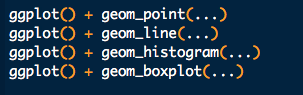 ggplot() + geom_point(...)
ggplot() + geom_line(...)
ggplot() + geom_histogram(...)
ggplot() + geom_boxplot(...)